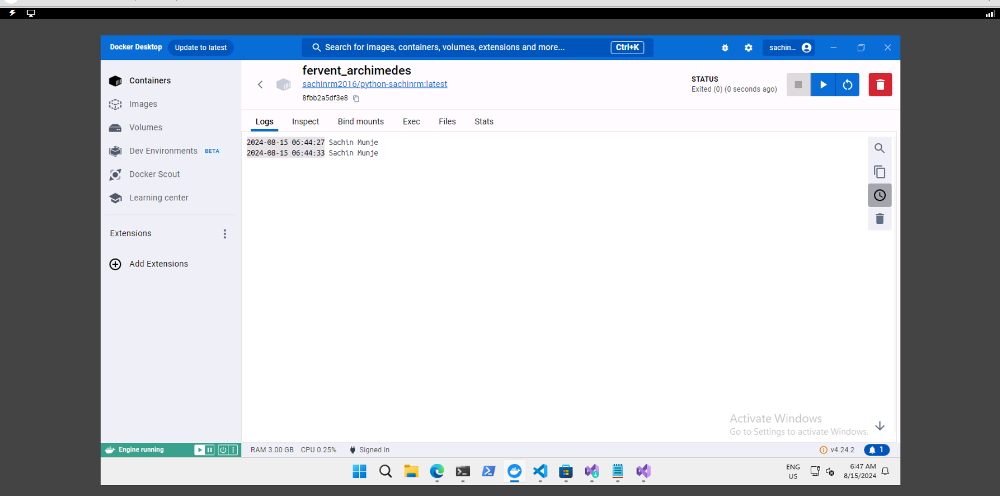 Docker Desktop Update to latest Search for images, containers, volumes, extensions and more... Ctrl+K sachin...
Containers
Images
Volumes
Dev Environments BETA
Docker Scout
Learning center
Extensions
Add Extensions
fervent_archimedes
sachinrm2016/python-sachinrm:latest
8fbb2a5df3e8
STATUS
Exited (0) (0 seconds ago)
Logs Inspect Bind mounts Exec Files Stats
2024-08-15 06:44:27 Sachin Munje
2024-08-15 06:44:33 Sachin Munje
Activate Windows
Go to Settings to activate Windows.
Engine running RAM 3.00 GB CPU 0.25% Signed in v4.24.2 1
ENG
US
6:47 AM
8/15/2024